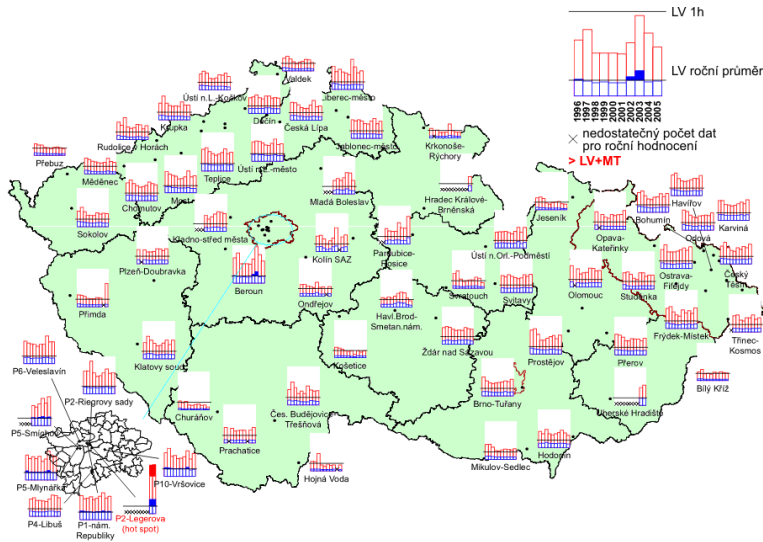 LV 1h
LV roční průměr
1996
1997
1998
1999
2000
2001
2002
2003
2004
2005
nedostatečný počet dat
pro roční hodnocení
> LV+MT
Valdek
Ústí n.L.-Kočkov
Liberec-město
Děčín
Česká Lípa
Krupka
Rudolice v Horách
Jablonec-město
Krkonoše-
Rýchory
Přebuz
Měděnec
Teplice
Ústí n.L.-město
Chomutov
Most
Mladá Boleslav
Hradec Králové-
Brněnská
Sokolov
Kladno-střed města
Jeseník
Bohumín
Havířov
Karviná
Orlová
Opava-
Kateřinky
Plzeň-Doubravka
Beroun
Kolín SAZ
Pardubice-
Rosice
Ústí n.Orl.-Podměstí
Ondřejov
Havl.Brod-
Smetan.nám.
Svratouch
Svitavy
Olomouc
Studénka
Ostrava-
Fifejdy
Český
Těšín
Přimda
Frýdek-Místek
Třinec-
Kosmos
Klatovy soud
Košetice
Žďár nad Sázavou
Prostějov
Přerov
Bílý Kříž
P6-Veleslavín
P2-Riegrovy sady
P5-Smíchov
Churáňov
Čes. Budějovice-
Třešňová
Brno-Tuřany
Uherské Hradiště
Prachatice
Hodonín
Mikulov-Sedlec
Hojná Voda
P5-Mlynářka
P10-Vršovice
P4-Libuš
P1-nám.
Republiky
P2-Legerova
(hot spot)